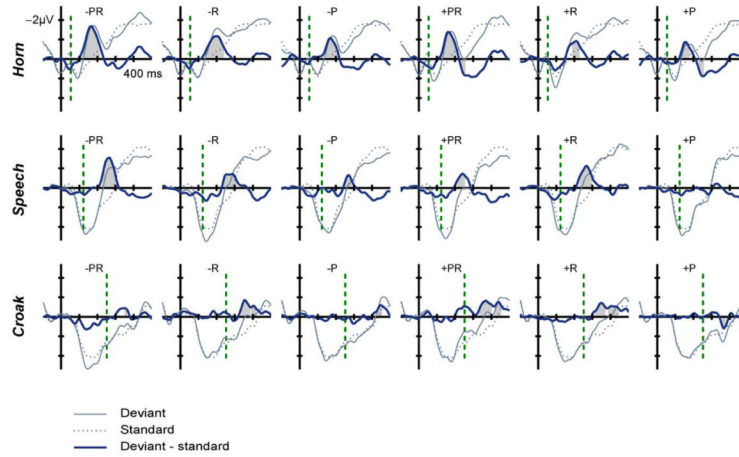 -PR -R -P +PR +R +P
−2µV
Horn
400 ms
-PR -R -P +PR +R +P
Speech
-PR -R -P +PR +R +P
Croak
Deviant
Standard
Deviant - standard